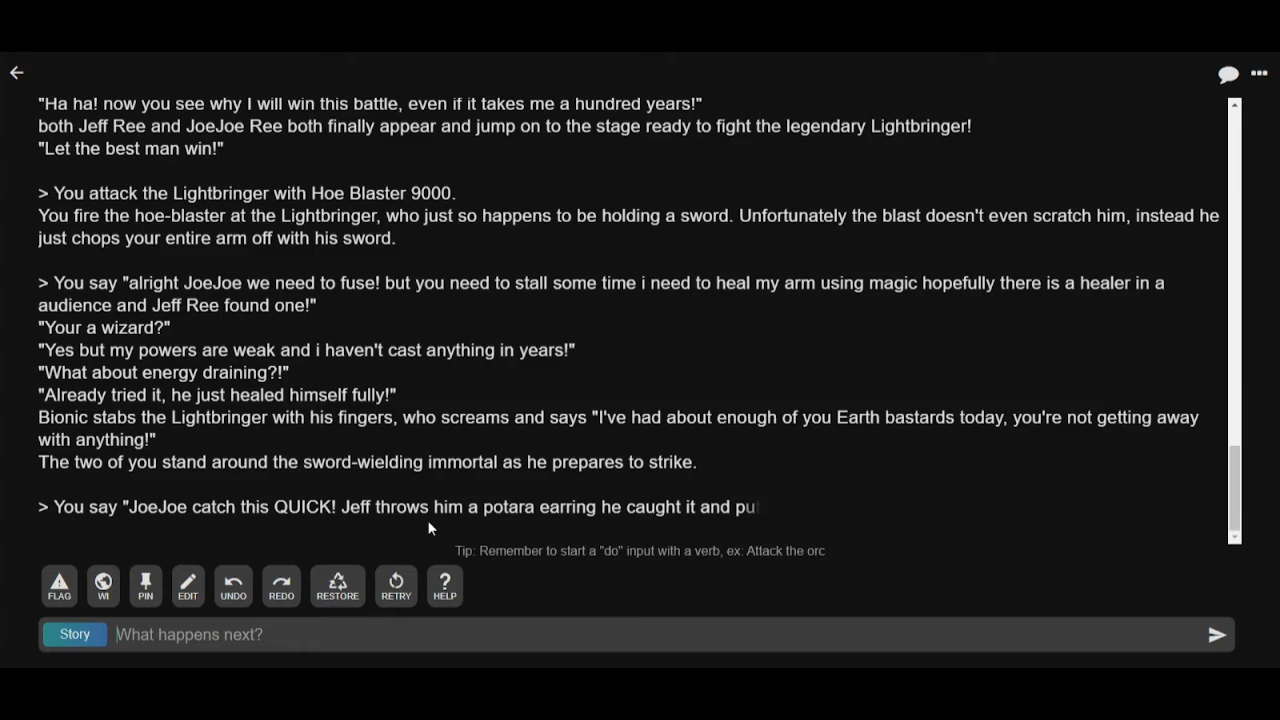 "Ha ha! now you see why I will win this battle, even if it takes me a hundred years!"
both Jeff Ree and JoeJoe Ree both finally appear and jump on to the stage ready to fight the legendary Lightbringer!
"Let the best man win!"
> You attack the Lightbringer with Hoe Blaster 9000.
You fire the hoe-blaster at the Lightbringer, who just so happens to be holding a sword. Unfortunately the blast doesn't even scratch him, instead he
just chops your entire arm off with his sword.
> You say "alright JoeJoe we need to fuse! but you need to stall some time i need to heal my arm using magic hopefully there is a healer in a
audience and Jeff Ree found one!"
"Your a wizard?"
"Yes but my powers are weak and i haven't cast anything in years!"
"What about energy draining?!"
"Already tried it, he just healed himself fully!"
Bionic stabs the Lightbringer with his fingers, who screams and says "I've had about enough of you Earth bastards today, you're not getting away
with anything!"
The two of you stand around the sword-wielding immortal as he prepares to strike.
> You say "JoeJoe catch this QUICK! Jeff throws him a potara earring he caught it and put
Tip: Remember to start a "do" input with a verb, ex: Attack the orc
FLAG WI PIN EDIT UNDO REDO RESTORE RETRY HELP
Story What happens next?